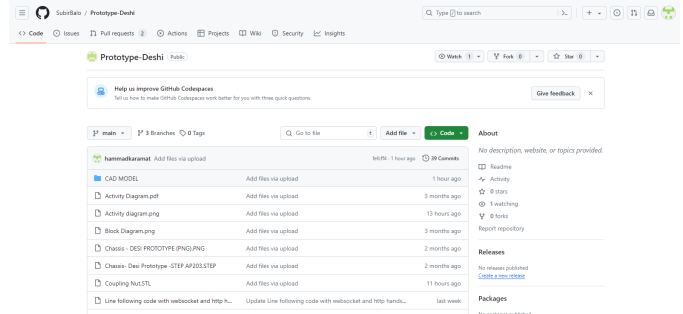 SubirBalo / Prototype-Deshi
Type / to search
<> Code
Issues
Pull requests 2
Actions
Projects
Wiki
Security
Insights
Prototype-Deshi Public
Watch 1
Fork 0
Star 0
Help us improve GitHub Codespaces
Tell us how to make GitHub Codespaces work better for you with three quick questions.
Give feedback
main
3 Branches
0 Tags
Go to file t
Add file
<> Code
hammadkaramat Add files via upload
· 1 hour ago
39 Commits
CAD MODEL Add files via upload 1 hour ago
Activity Diagram.pdf Add files via upload 3 months ago
Activity diagram.png Add files via upload 13 hours ago
Block Diagram.png Add files via upload 3 months ago
Chassis - DESI PROTOTYPE (PNG).PNG Add files via upload 2 months ago
Chassis- Desi Prototype -STEP AP203.STEP Add files via upload 2 months ago
Coupling Nut.STL Add files via upload 11 hours ago
Line following code with websocket and http h... Update Line following code with websocket and http hands... last week
About
No description, website, or topics provided.
Readme
Activity
0 stars
1 watching
0 forks
Report repository
Releases
No releases published
Create a new release
Packages